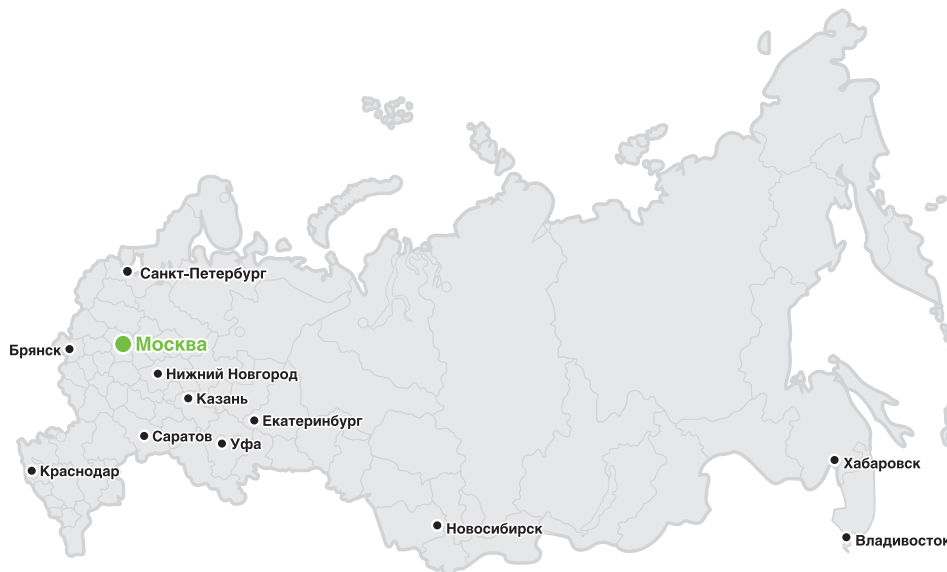 Санкт-Петербург
Москва
Брянск
Нижний Новгород
Казань
Екатеринбург
Саратов
Уфа
Краснодар
Хабаровск
Новосибирск
Владивосток